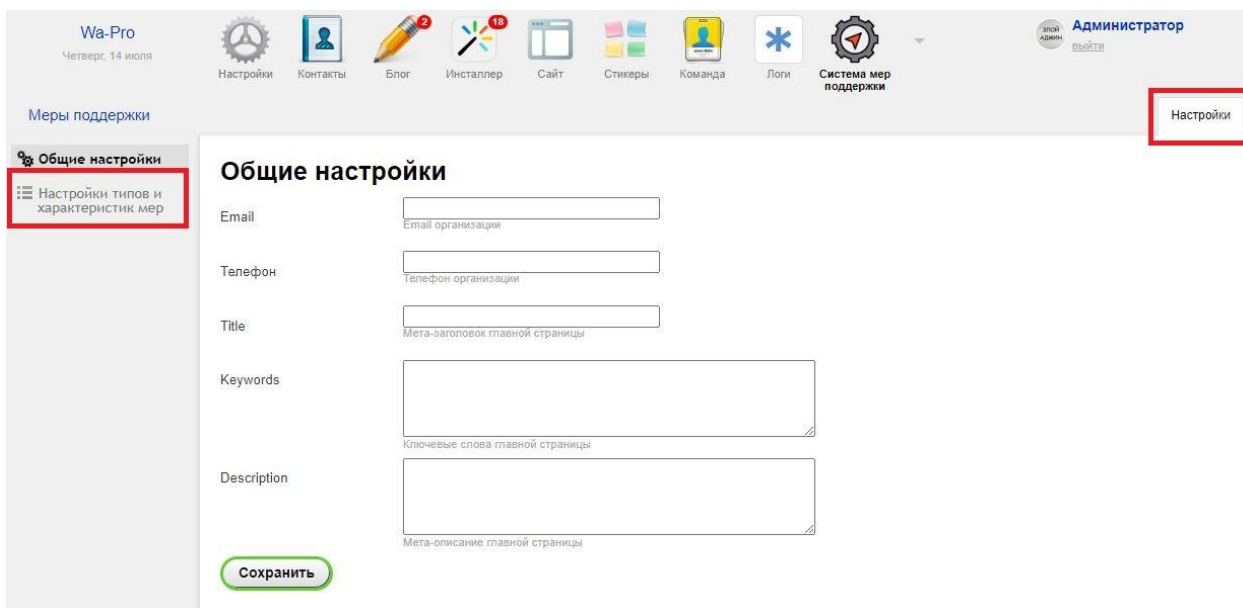 Wa-Pro
Четверг, 14 июля
Настройки
Контакты
2
Блог
18
Инсталлер
Сайт
Стикеры
Команда
Логи
Система мер
поддержки
злой
админ
Администратор
выйти
Меры поддержки
Настройки
Общие настройки
Настройки типов и
характеристик мер
Общие настройки
Email
Email организации
Телефон
Телефон организации
Title
Мета-заголовок главной страницы
Keywords
Ключевые слова главной страницы
Description
Мета-описание главной страницы
Сохранить